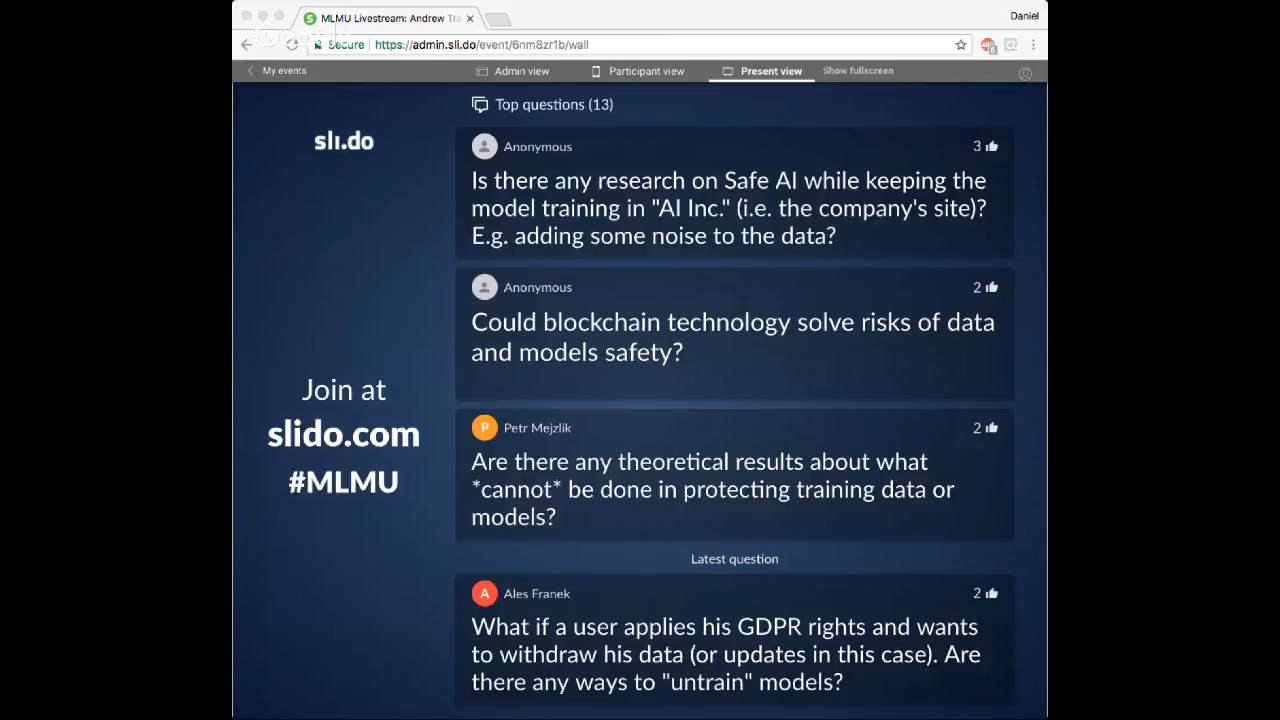 MLMU Livestream: Andrew Tra
Daniel
Secure https://admin.sli.do/event/6nm8zr1b/wall
My events
Admin view
Participant view
Present view
Show fullscreen
Top questions (13)
sli.do
Anonymous
3
Is there any research on Safe AI while keeping the
model training in "AI Inc." (i.e. the company's site)?
E.g. adding some noise to the data?
Anonymous
2
Could blockchain technology solve risks of data
and models safety?
Join at
slido.com
#MLMU
P
Petr Mejzlik
2
Are there any theoretical results about what
*cannot* be done in protecting training data or
models?
Latest question
A
Ales Franek
2
What if a user applies his GDPR rights and wants
to withdraw his data (or updates in this case). Are
there any ways to "untrain" models?